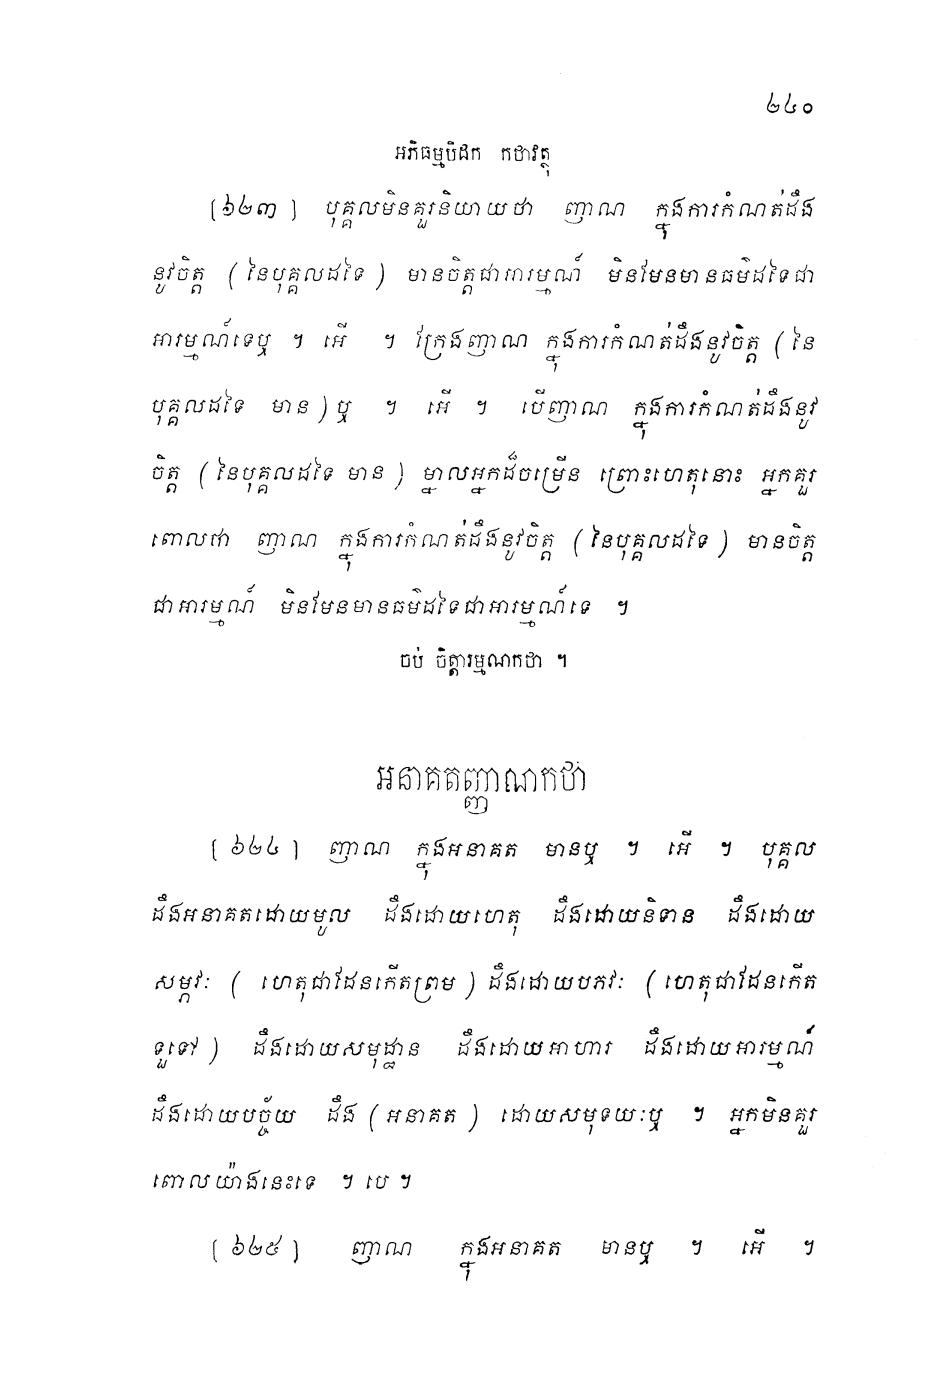 ២៤០
អភិធម្មបិដក កថាវត្ថុ
[៦២៣] បុគ្គលមិនគួរនិយាយថា ញាណ ក្នុងការកំណត់ដឹង
នូវចិត្ត (នៃបុគ្គលដទៃ) មានចិត្តជាអារម្មណ៍ មិនមែនមានធម៌ដទៃជា
អារម្មណ៍ទេឬ ។ អើ ។ ក្រែងញាណ ក្នុងការកំណត់ដឹងនូវចិត្ត (នៃ
បុគ្គលដទៃ មាន) ឬ ។ អើ ។ បើញាណ ក្នុងការកំណត់ដឹងនូវ
ចិត្ត (នៃបុគ្គលដទៃ មាន) ម្នាលអ្នកដ៏ចម្រើន ព្រោះហេតុនោះ អ្នកគួរ
ពោលថា ញាណ ក្នុងការកំណត់ដឹងនូវចិត្ត (នៃបុគ្គលដទៃ) មានចិត្ត
ជាអារម្មណ៍ មិនមែនមានធម៌ដទៃជាអារម្មណ៍ទេ ។
ចប់ ចិត្តារម្មណកថា ។
អនាគតញ្ញាណកថា
[៦២៤] ញាណ ក្នុងអនាគត មានឬ ។ អើ ។ បុគ្គល
ដឹងអនាគតដោយមូល ដឹងដោយហេតុ ដឹងដោយនិទាន ដឹងដោយ
សម្ភវៈ (ហេតុជាដែនកើតព្រម) ដឹងដោយបភវៈ (ហេតុជាដែនកើត
ទួទៅ) ដឹងដោយសមុដ្ឋាន ដឹងដោយអាហារ ដឹងដោយអារម្មណ៍
ដឹងដោយបច្ច័យ ដឹង (អនាគត) ដោយសមុទយៈឬ ។ អ្នកមិនគួរ
ពោលយ៉ាងនេះទេ ។ បេ ។
[៦២៥] ញាណ ក្នុងអនាគត មានឬ ។ អើ ។